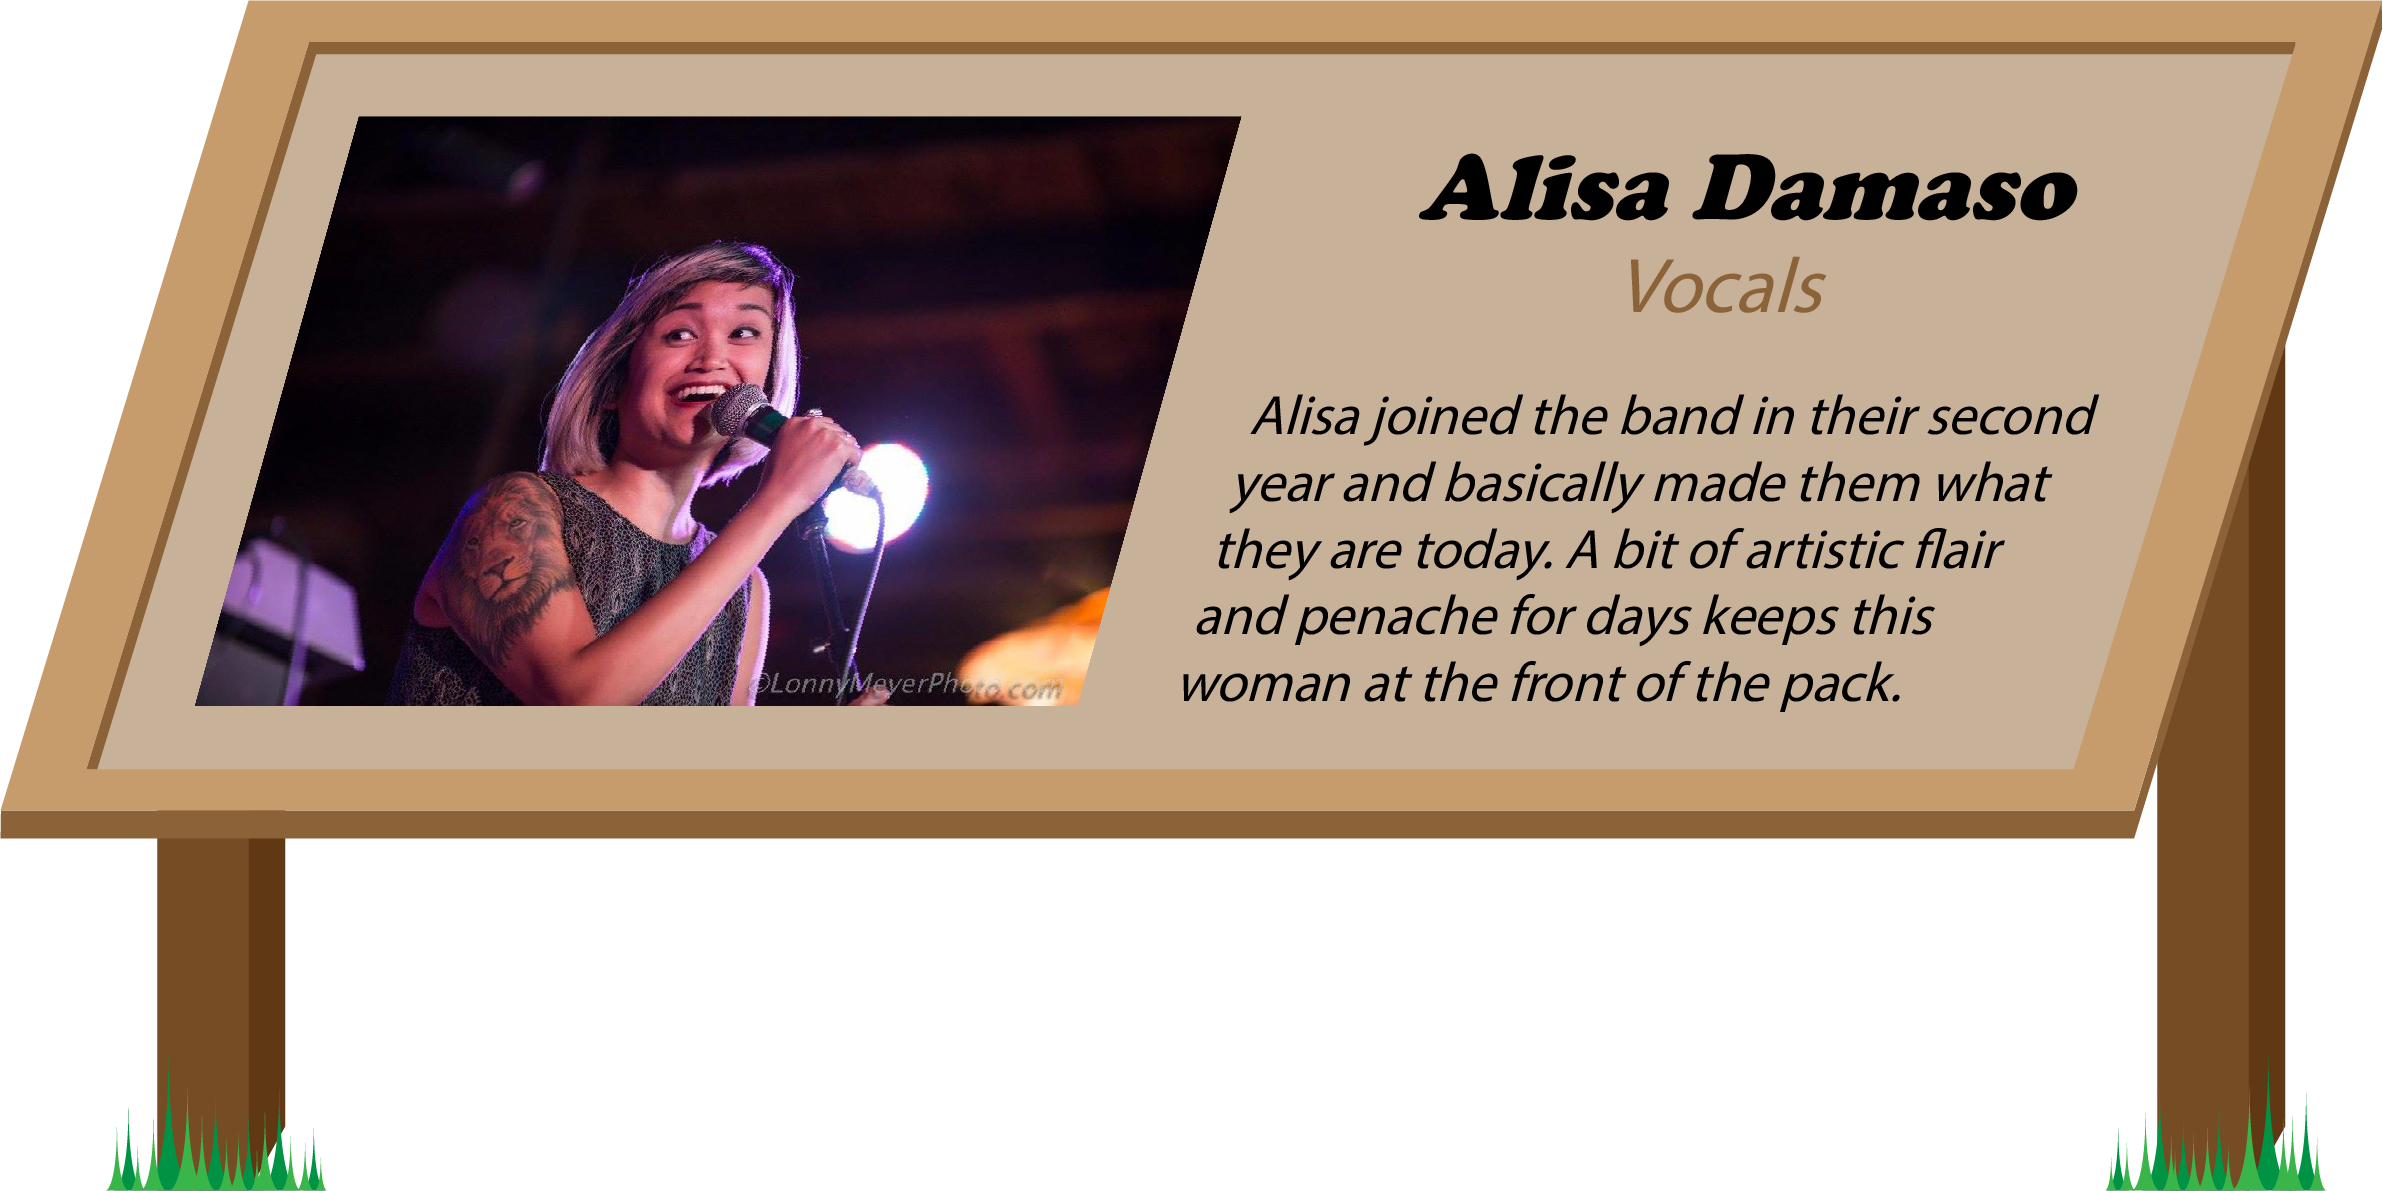 Alisa Damaso
Vocals
Alisa joined the band in their second
year and basically made them what
they are today. A bit of artistic flair
and penache for days keeps this
woman at the front of the pack.
©LonnyMeyerPhoto.com